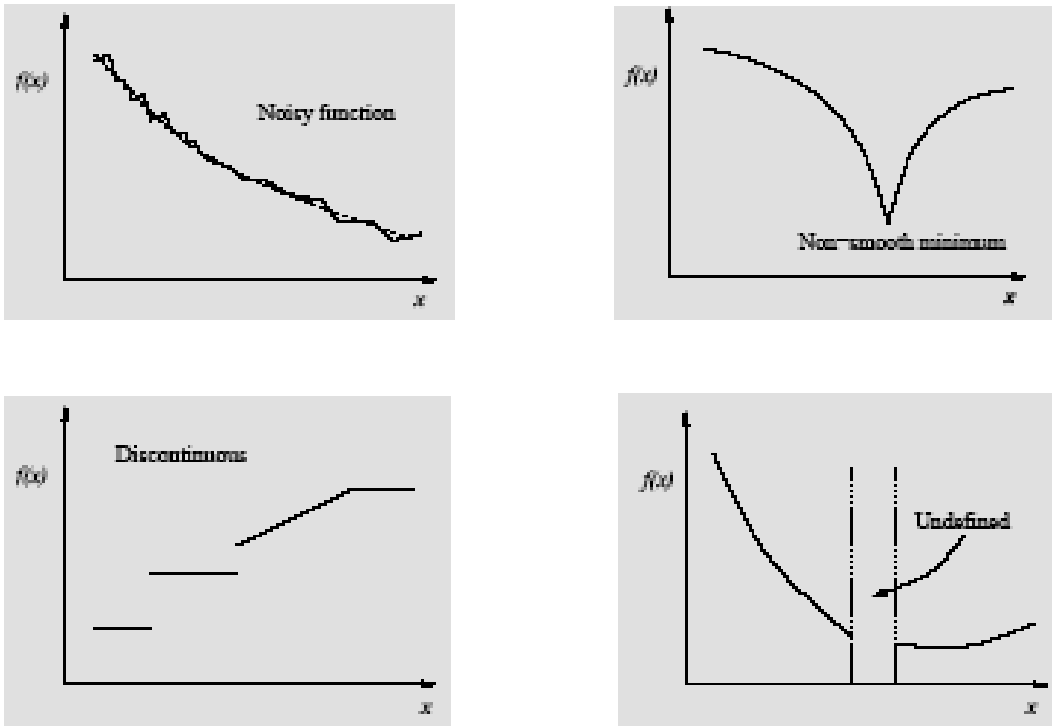 f(x)
Noisy function
x
f(x)
Non-smooth minimum
x
f(x)
Discontinuous
x
f(x)
Undefined
x